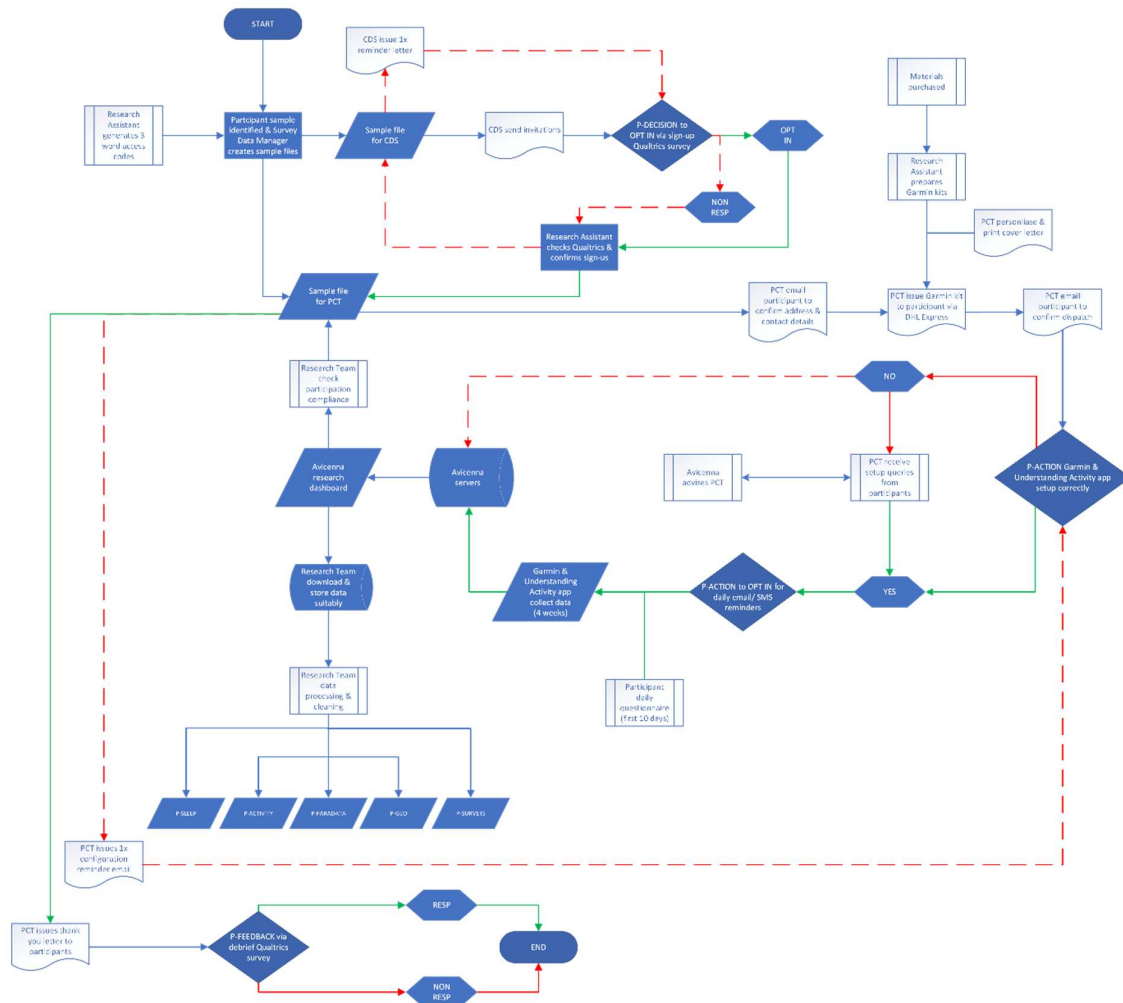 START
CDS issue 1x
reminder letter
Materials
purchased
Research
Assistant
generates 3
word access
codes
Partcipant sample
identified & Survey
Data Manager
creates sample files
Sample file
for CDS
CDS send invitations
P-DECISION to
OPT IN via sign-up
Qualtrics survey
OPT
IN
Research
Assistant
prepares
Garmin kits
NON
RESP
PCT personliase &
print cover letter
Research Assistant
checks Qualtrics &
confirms sign-us
Sample file
for PCT
PCT email
participant to
confirm address &
contact details
PCT issue Garmin kit
to participant via
DHL Express
PCT email
participant to
confirm dispatch
Research Team
check
participation
compliance
NO
Avicenna
research
dashboard
Avicenna
servers
Avicenna
advises PCT
PCT receive
setup queries
from
participants
P-ACTION Garmin &
Understanding Activity app
setup correctly
Research Team
download &
store data
suitably
Garmin &
Understanding
Activity app
collect data
(4 weeks)
P-ACTION to OPT IN for
daily email/ SMS
reminders
YES
Research Team
data
processing &
cleaning
Participant
daily
questionnaire
(first 10 days)
P-SLEEP
P-ACTIVITY
P-PARADATA
P-GEO
P-SURVEYS
PCT issues 1x
configuration
reminder email
RESP
PCT issues thank
you letter to
participants
P-FEEDBACK via
debrief Qualtrics
survey
END
NON
RESP